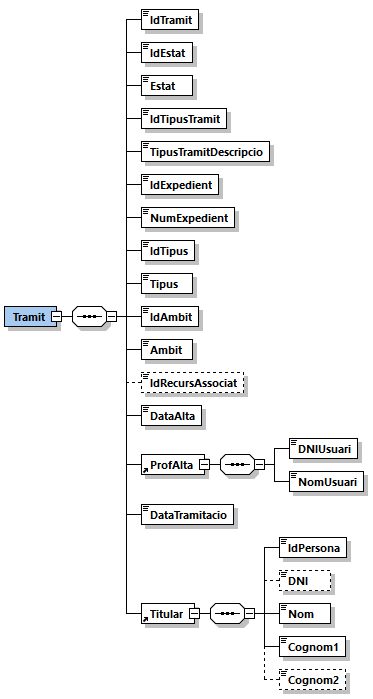 IdTramit
IdEstat
Estat
IdTipusTramit
TipusTramitDescripcio
IdExpedient
NumExpedient
IdTipus
Tipus
Tramit
IdAmbit
Ambit
IdRecursAssociat
DataAlta
DNIUsuari
ProfAlta
NomUsuari
DataTramitacio
IdPersona
DNI
Titular
Nom
Cognom1
Cognom2